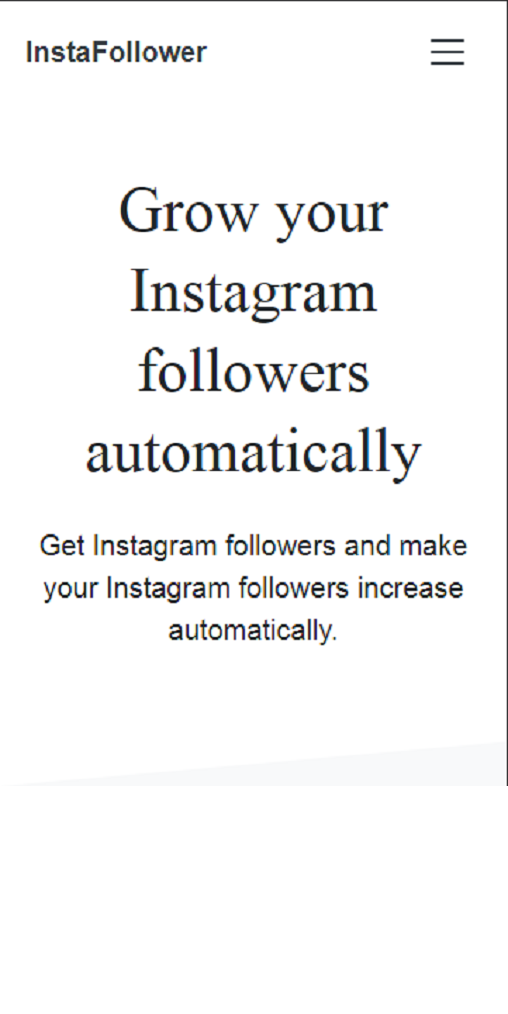 InstaFollower
Grow your
Instagram
followers
automatically
Get Instagram followers and make
your Instagram followers increase
automatically.